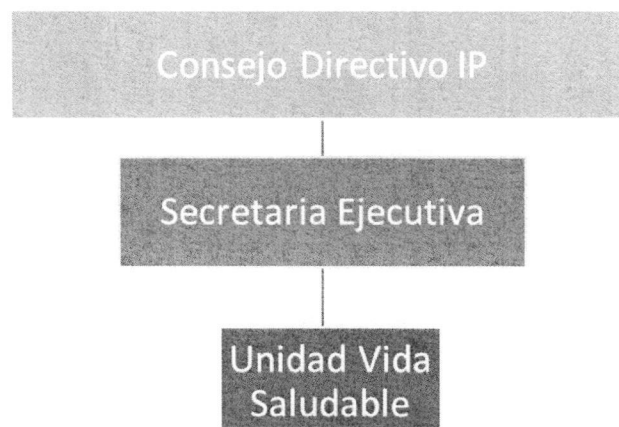 Consejo Directivo IP
Secretaria Ejecutiva
Unidad Vida
Saludable